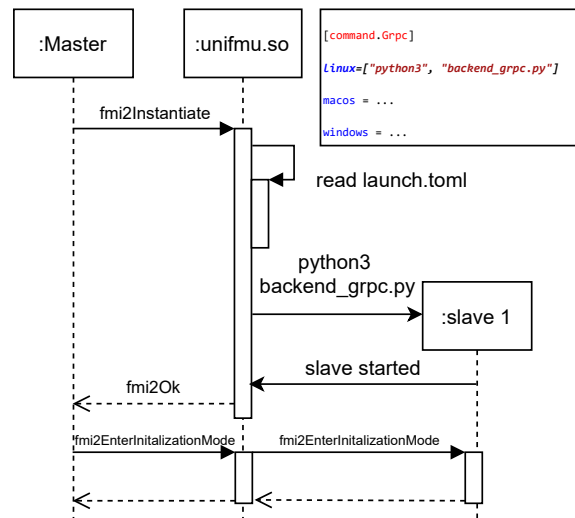 :Master
:unifmu.so
[command.Grpc]
linux=["python3", "backend_grpc.py"]
macos = ...
windows = ...
fmi2Instantiate
read launch.toml
python3
backend_grpc.py
:slave 1
slave started
fmi2Ok
fmi2EnterInitalizationMode
fmi2EnterInitalizationMode